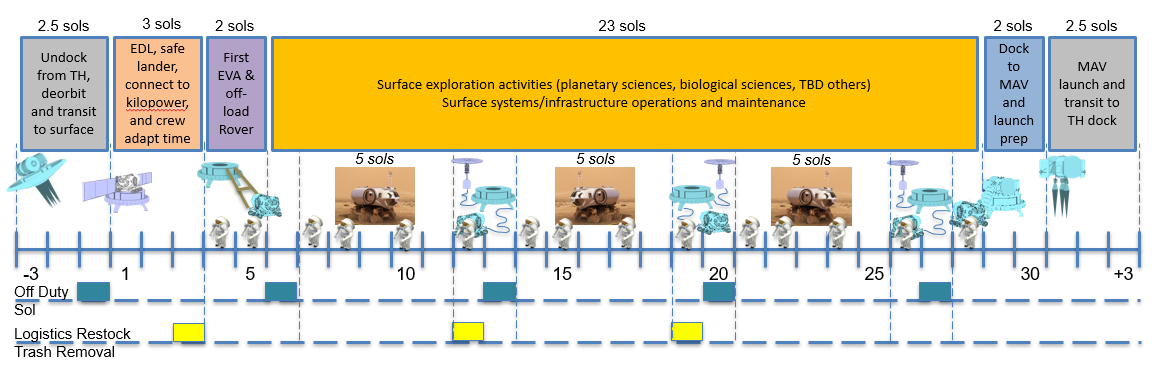 2.5 sols
3 sols
2 sols
23 sols
2 sols
2.5 sols
Undock
from TH,
deorbit
and transit
to surface
EDL, safe
lander,
connect to
kilopower,
and crew
adapt time
First
EVA &
off-
load
Rover
Surface exploration activities (planetary sciences, biological sciences, TBD others)
Surface systems/infrastructure operations and maintenance
Dock
to
MAV
and
launch
prep
MAV
launch and
transit to
TH dock
5 sols
5 sols
5 sols
-3
1
5
10
15
20
25
30
+3
Off Duty
Sol
Logistics Restock
Trash Removal